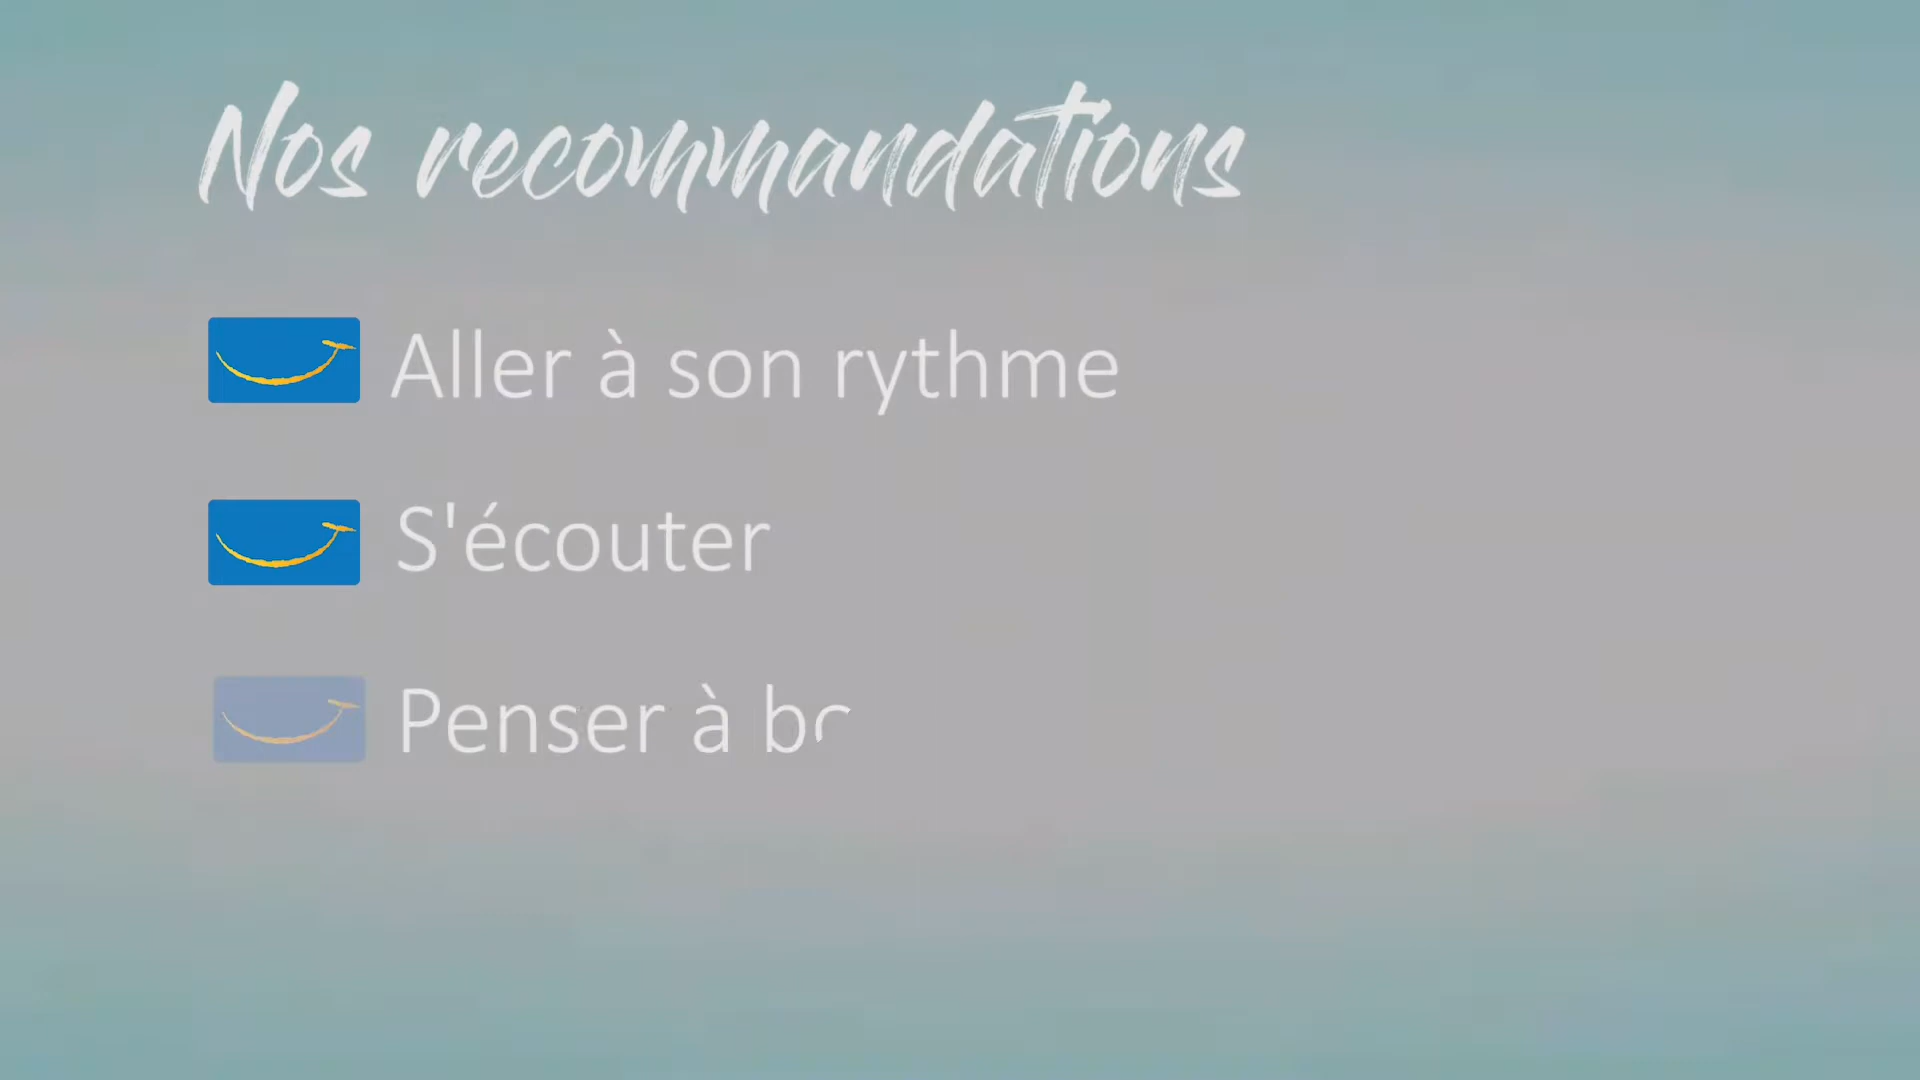 Nos recommandations
Aller à son rythme
S'écouter
Penser à